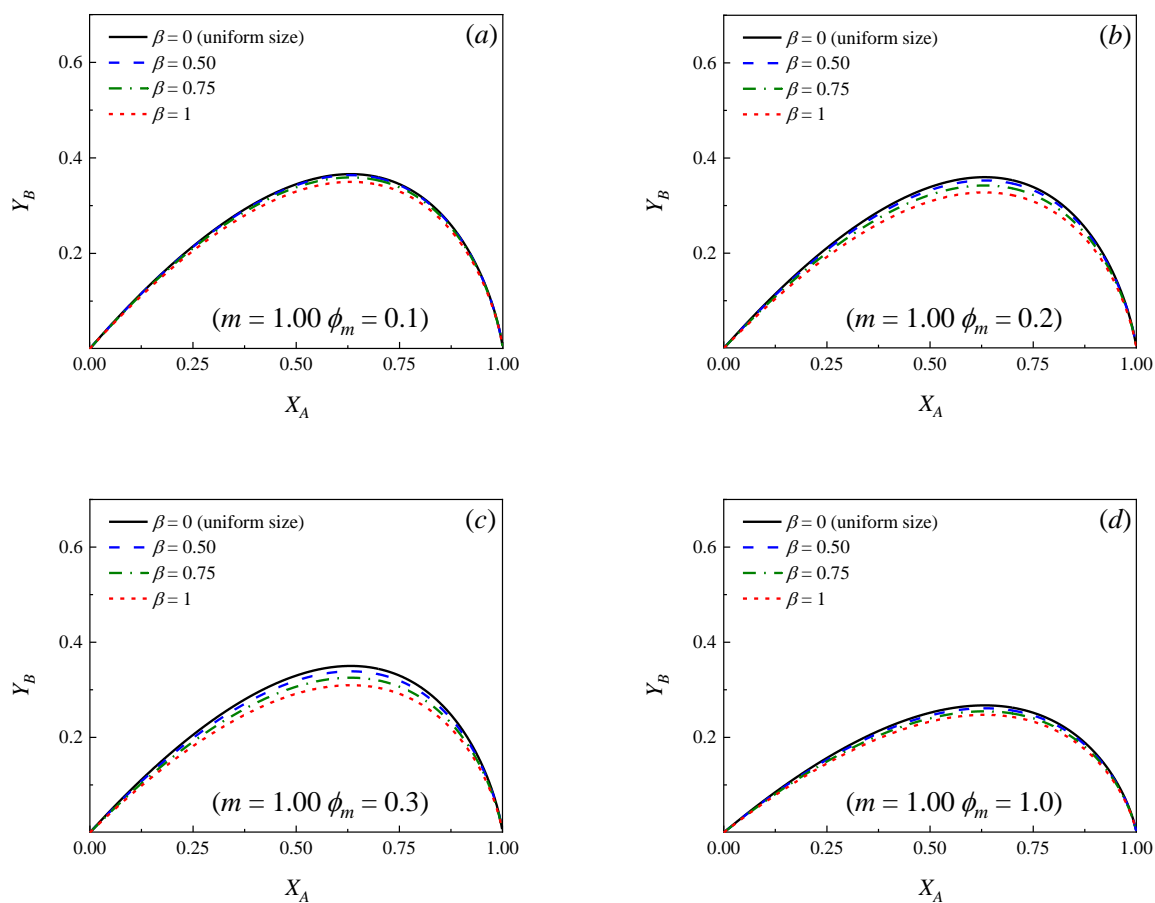 (a)
β = 0 (uniform size)
β = 0.50
β = 0.75
β = 1
0.6
0.4
0.2
Y_B
(m = 1.00 ϕ_m = 0.1)
0.00 0.25 0.50 0.75 1.00
X_A
(b)
β = 0 (uniform size)
β = 0.50
β = 0.75
β = 1
0.6
0.4
0.2
Y_B
(m = 1.00 ϕ_m = 0.2)
0.00 0.25 0.50 0.75 1.00
X_A
(c)
β = 0 (uniform size)
β = 0.50
β = 0.75
β = 1
0.6
0.4
0.2
Y_B
(m = 1.00 ϕ_m = 0.3)
0.00 0.25 0.50 0.75 1.00
X_A
(d)
β = 0 (uniform size)
β = 0.50
β = 0.75
β = 1
0.6
0.4
0.2
Y_B
(m = 1.00 ϕ_m = 1.0)
0.00 0.25 0.50 0.75 1.00
X_A